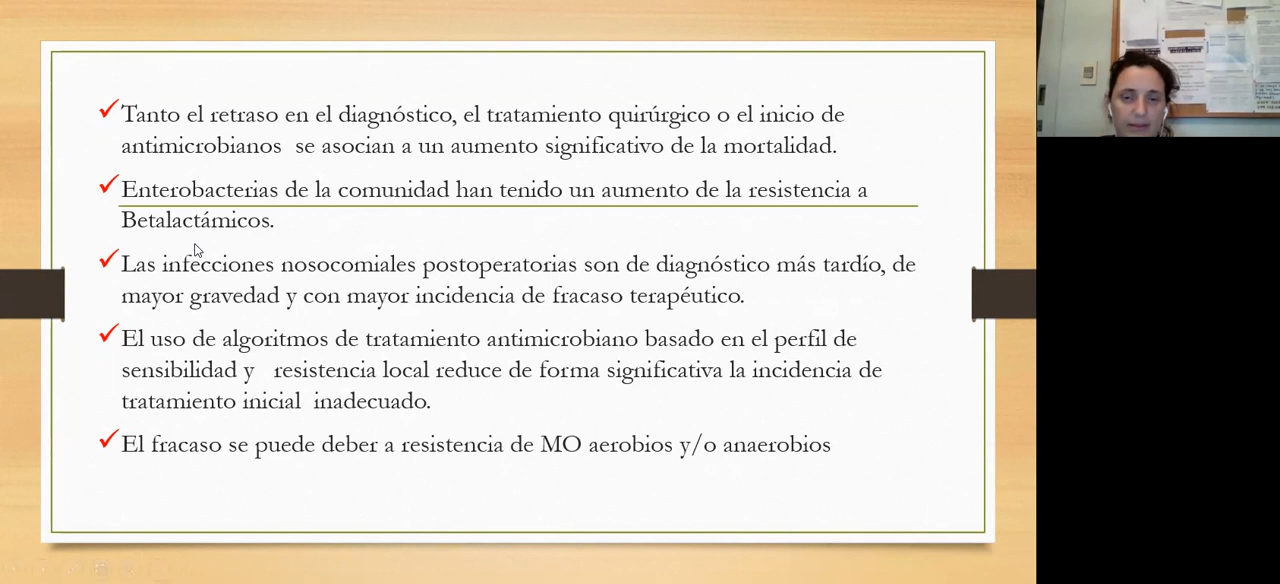 Tanto el retraso en el diagnóstico, el tratamiento quirúrgico o el inicio de
antimicrobianos se asocian a un aumento significativo de la mortalidad.
Enterobacterias de la comunidad han tenido un aumento de la resistencia a
Betalactámicos.
Las infecciones nosocomiales postoperatorias son de diagnóstico más tardío, de
mayor gravedad y con mayor incidencia de fracaso terapéutico.
El uso de algoritmos de tratamiento antimicrobiano basado en el perfil de
sensibilidad y resistencia local reduce de forma significativa la incidencia de
tratamiento inicial inadecuado.
El fracaso se puede deber a resistencia de MO aerobios y/o anaerobios